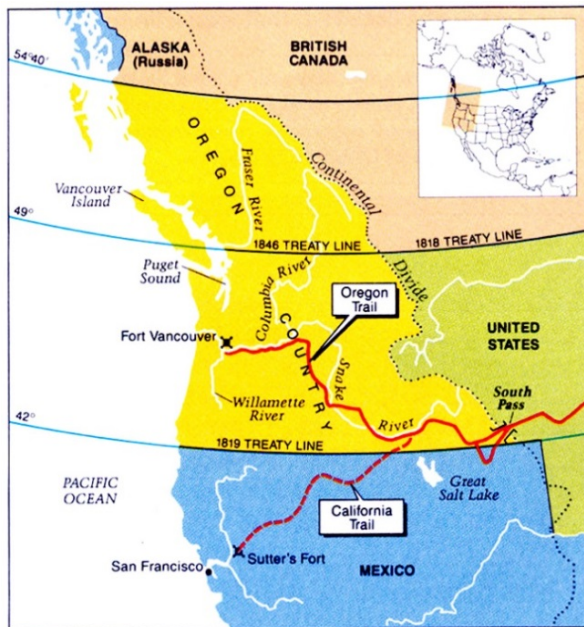 ALASKA
(Russia)
BRITISH
CANADA
54°40'
OREGON
Fraser River
Continental
Vancouver
Island
49°
1846 TREATY LINE
1818 TREATY LINE
Puget
Sound
Columbia River
Divide
Oregon
Trail
Fort Vancouver
COUNTRY
UNITED
STATES
Snake
River
Willamette
River
South
Pass
42°
1819 TREATY LINE
PACIFIC
OCEAN
Great
Salt Lake
California
Trail
Sutter's Fort
San Francisco
MEXICO